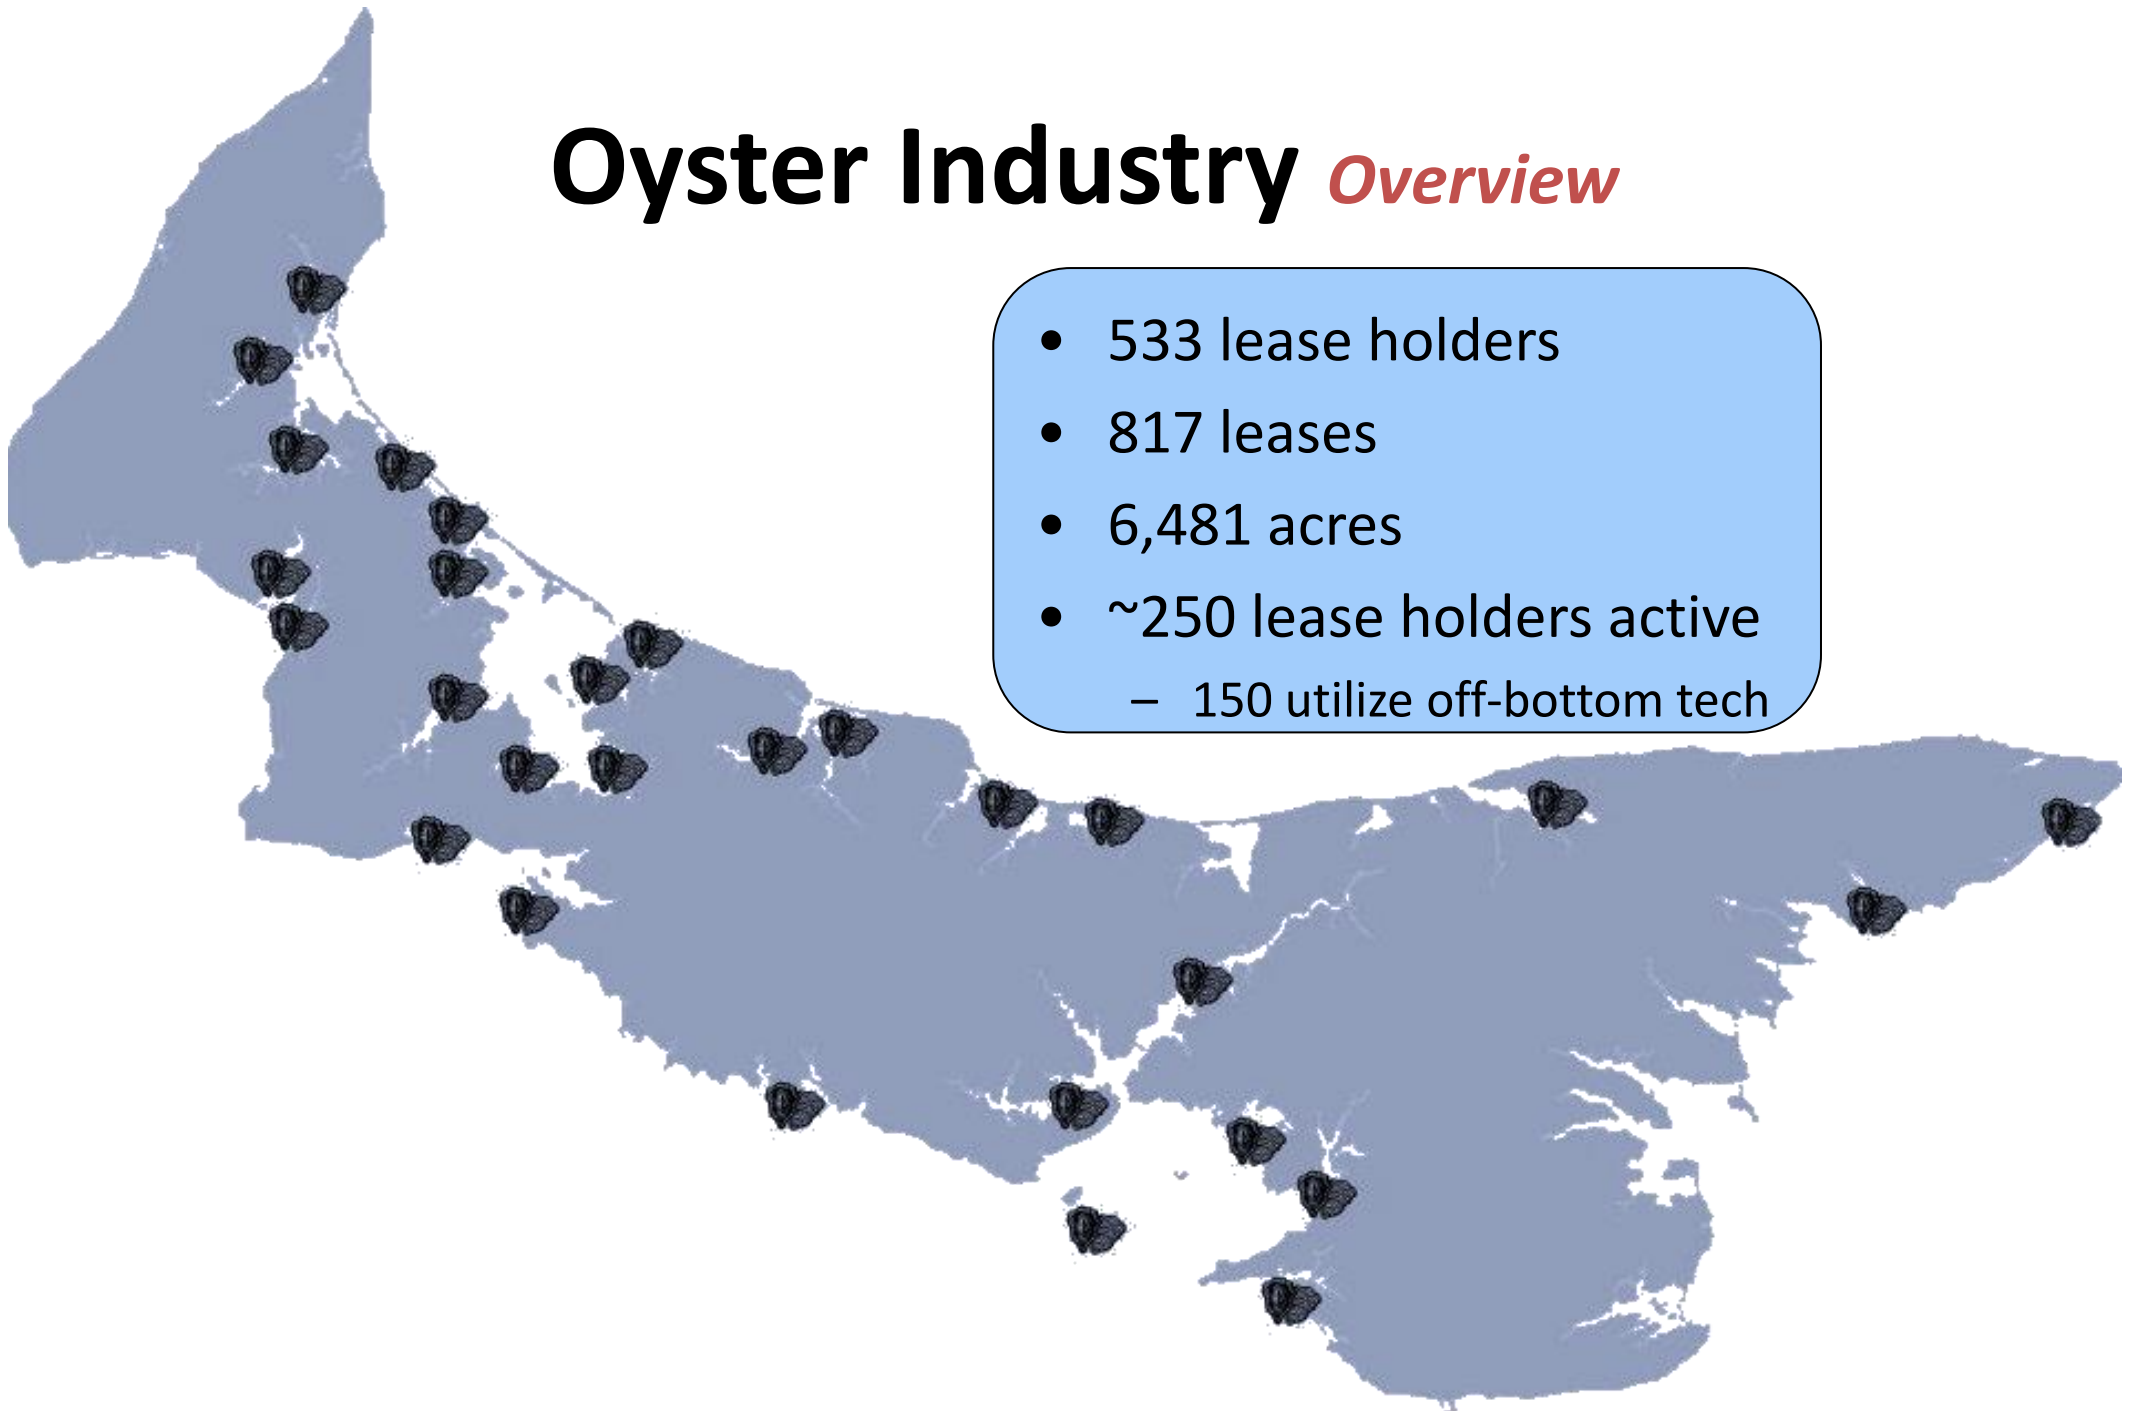 Oyster Industry Overview
• 533 lease holders
• 817 leases
• 6,481 acres
• ~250 lease holders active
– 150 utilize off-bottom tech